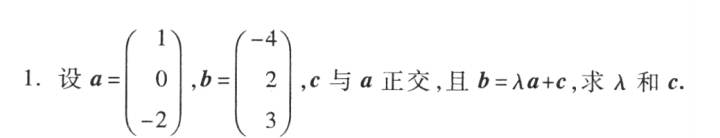 1. 设 a=(1 0 -2), b=(-4 2 3), c 与 a 正交,且 b=λa+c,求 λ 和 c.